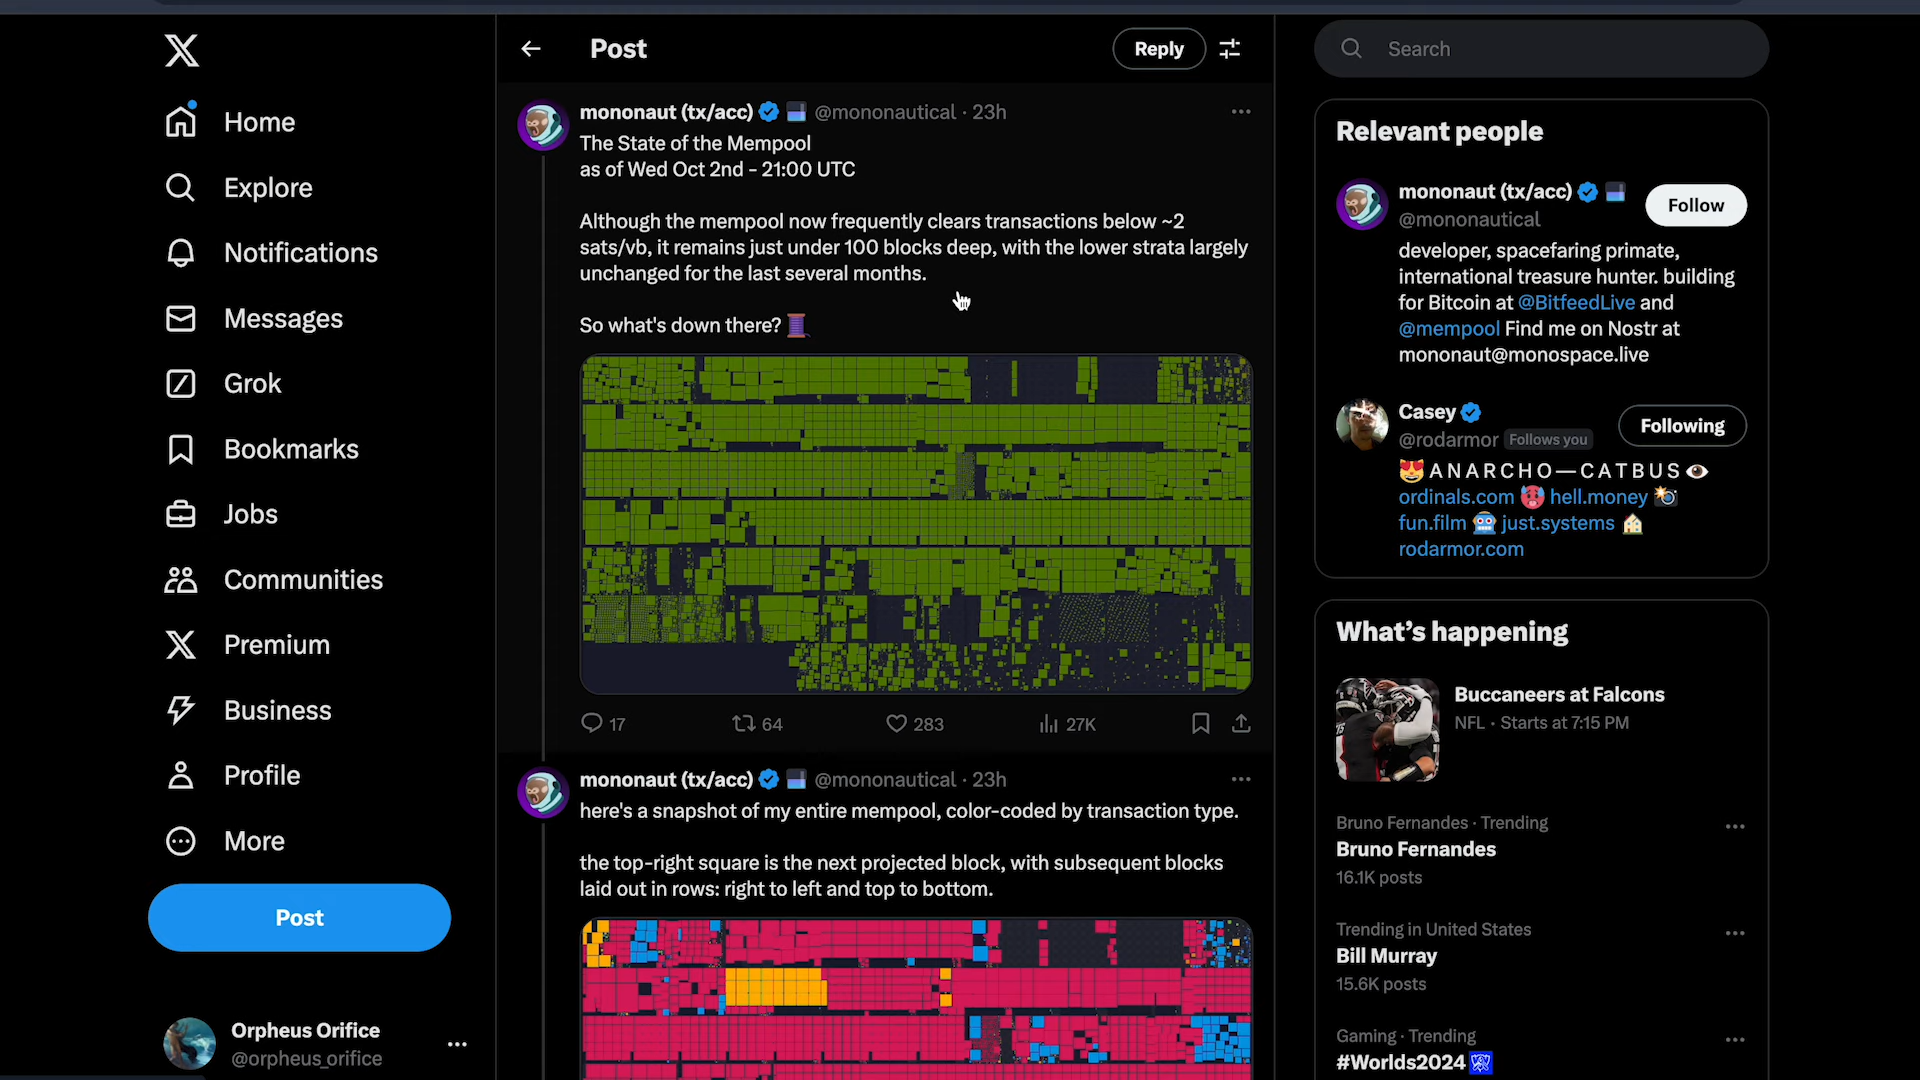 Home
Explore
Notifications
Messages
Grok
Bookmarks
Jobs
Communities
Premium
Business
Profile
More
Post
Orpheus Orifice
@orpheus_orifice
Post
Reply
mononaut (tx/acc) @mononautical · 23h
The State of the Mempool
as of Wed Oct 2nd - 21:00 UTC
Although the mempool now frequently clears transactions below ~2
sats/vb, it remains just under 100 blocks deep, with the lower strata largely
unchanged for the last several months.
So what's down there?
17
64
283
27K
mononaut (tx/acc) @mononautical · 23h
here's a snapshot of my entire mempool, color-coded by transaction type.
the top-right square is the next projected block, with subsequent blocks
laid out in rows: right to left and top to bottom.
Search
Relevant people
mononaut (tx/acc)
@mononautical
Follow
developer, spacefaring primate,
international treasure hunter. building
for Bitcoin at @BitfeedLive and
@mempool Find me on Nostr at
mononaut@monospace.live
Casey
@rodarmor Follows you
Following
A N A R C H O — C A T B U S
ordinals.com hell.money
fun.film just.systems
rodarmor.com
What's happening
Buccaneers at Falcons
NFL · Starts at 7:15 PM
Bruno Fernandes · Trending
Bruno Fernandes
16.1K posts
Trending in United States
Bill Murray
15.6K posts
Gaming · Trending
#Worlds2024